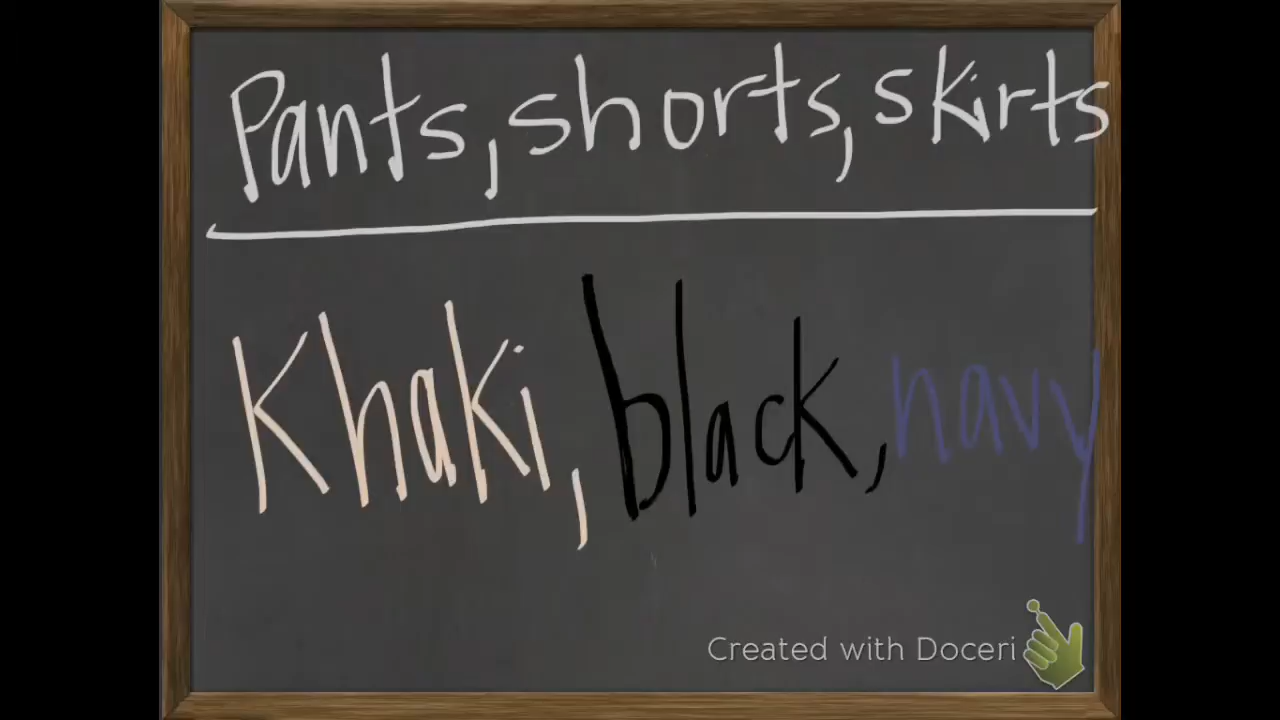 Pants, shorts, skirts
Khaki, black, navy
Created with Doceri